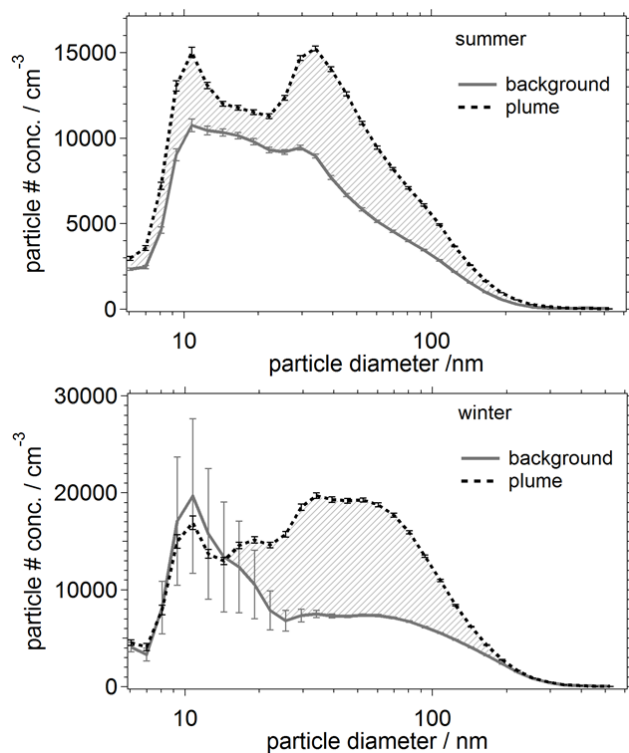 15000
10000
5000
0
particle # conc. / cm⁻³
summer
background
plume
10
100
particle diameter /nm
30000
20000
10000
0
particle # conc. / cm⁻³
winter
background
plume
10
100
particle diameter /nm